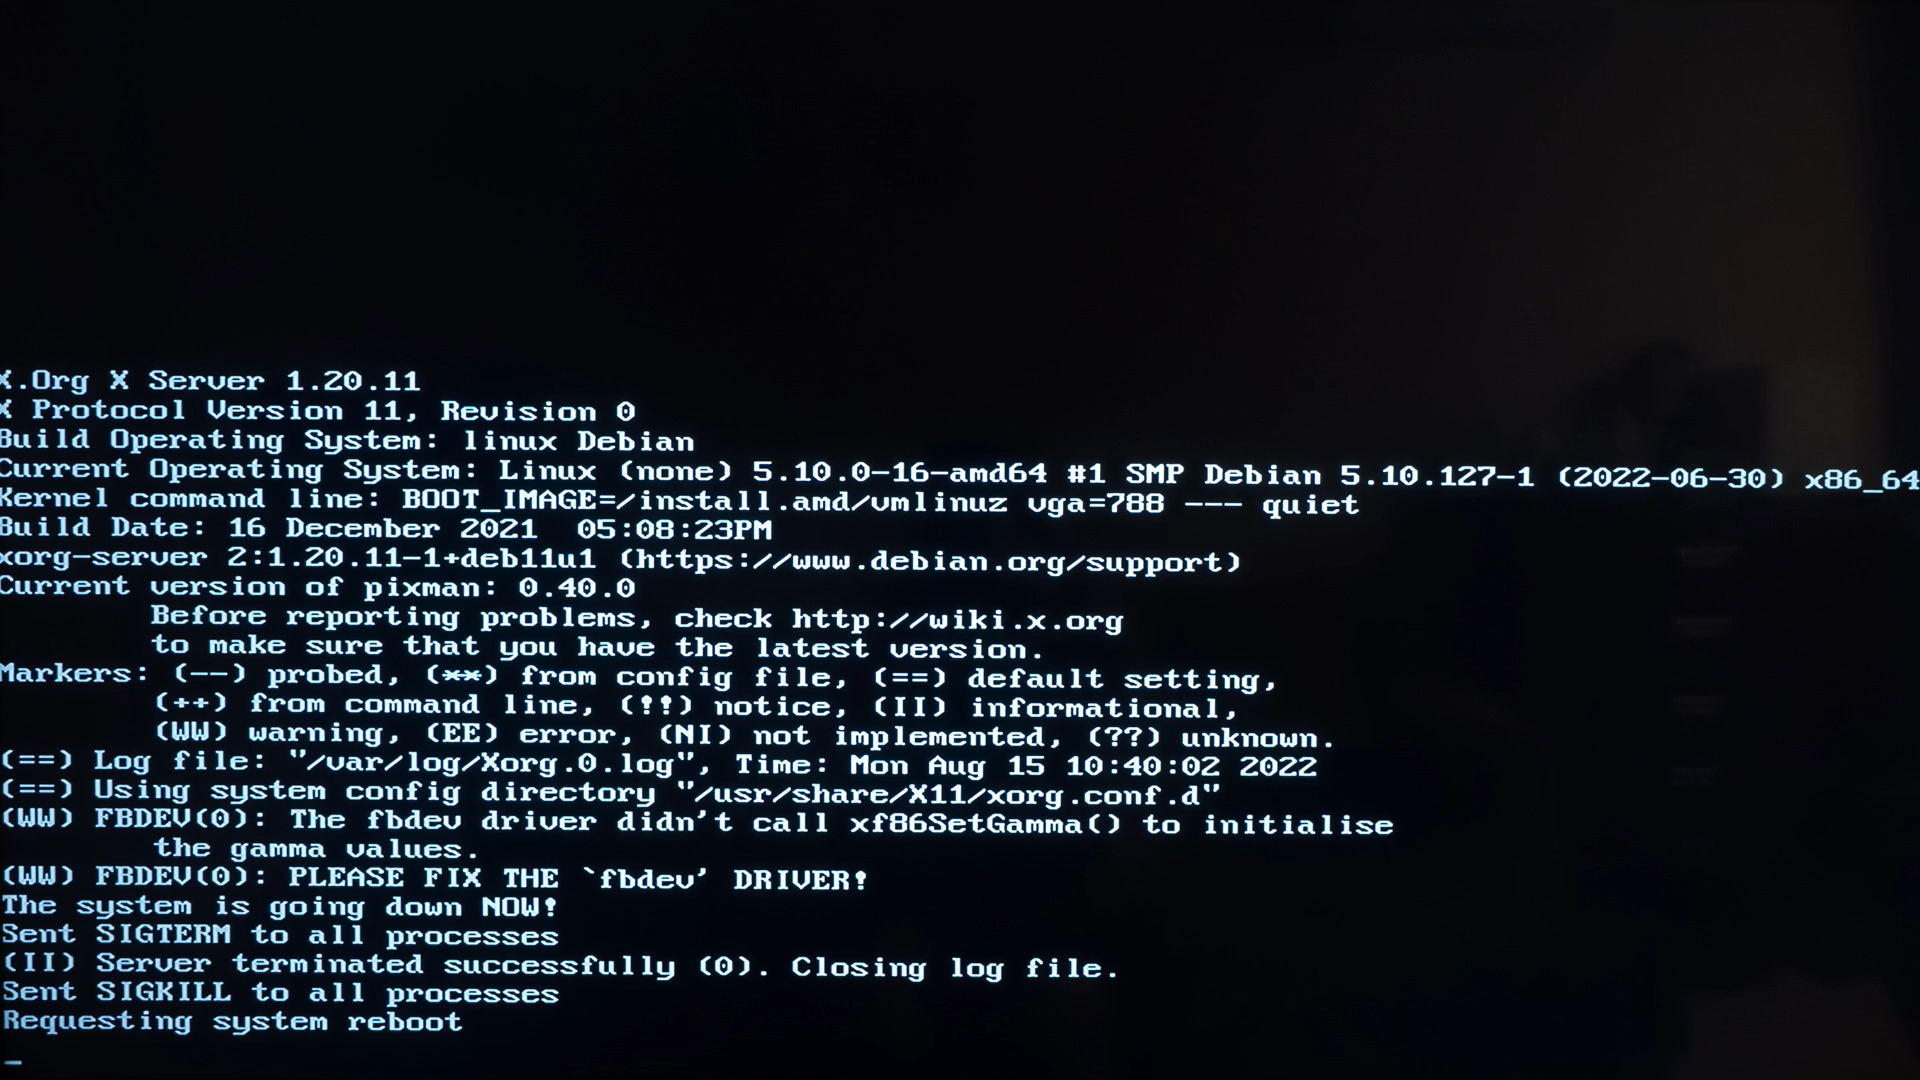 X.Org X Server 1.20.11
X Protocol Version 11, Revision 0
Build Operating System: linux Debian
Current Operating System: Linux (none) 5.10.0-16-amd64 #1 SMP Debian 5.10.127-1 (2022-06-30) x86_64
Kernel command line: BOOT_IMAGE=/install.amd/vmlinuz vga=788 --- quiet
Build Date: 16 December 2021  05:08:23PM
xorg-server 2:1.20.11-1+deb11u1 (https://www.debian.org/support)
Current version of pixman: 0.40.0
        Before reporting problems, check http://wiki.x.org
        to make sure that you have the latest version.
Markers: (--) probed, (**) from config file, (==) default setting,
        (++) from command line, (!!) notice, (II) informational,
        (WW) warning, (EE) error, (NI) not implemented, (??) unknown.
(==) Log file: "/var/log/Xorg.0.log", Time: Mon Aug 15 10:40:02 2022
(==) Using system config directory "/usr/share/X11/xorg.conf.d"
(WW) FBDEV(0): The fbdev driver didn't call xf86SetGamma() to initialise
        the gamma values.
(WW) FBDEV(0): PLEASE FIX THE `fbdev' DRIVER!
The system is going down NOW!
Sent SIGTERM to all processes
(II) Server terminated successfully (0). Closing log file.
Sent SIGKILL to all processes
Requesting system reboot